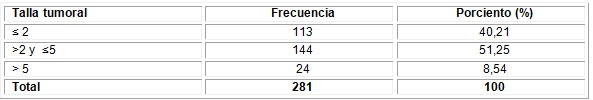 Talla tumoral Frecuencia Porciento (%)
≤ 2 113 40,21
>2 y ≤5 144 51,25
> 5 24 8,54
Total 281 100